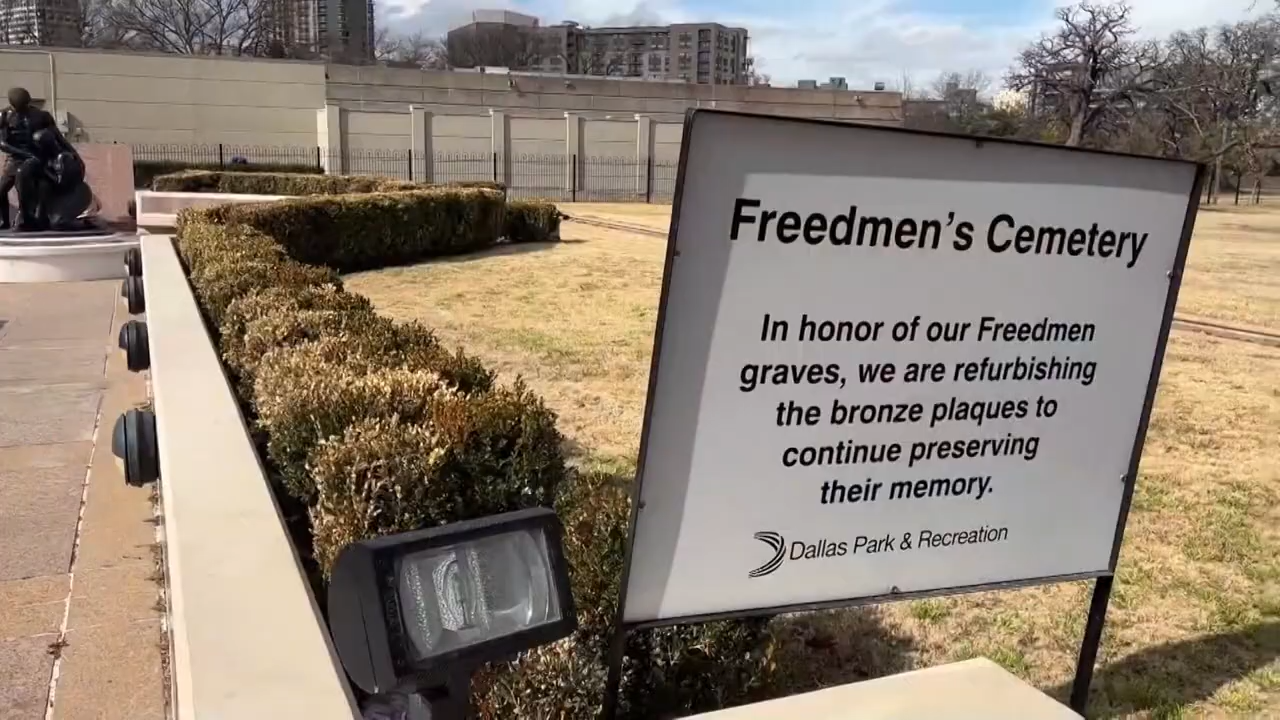 Freedmen's Cemetery
In honor of our Freedmen
graves, we are refurbishing
the bronze plaques to
continue preserving
their memory.
Dallas Park & Recreation